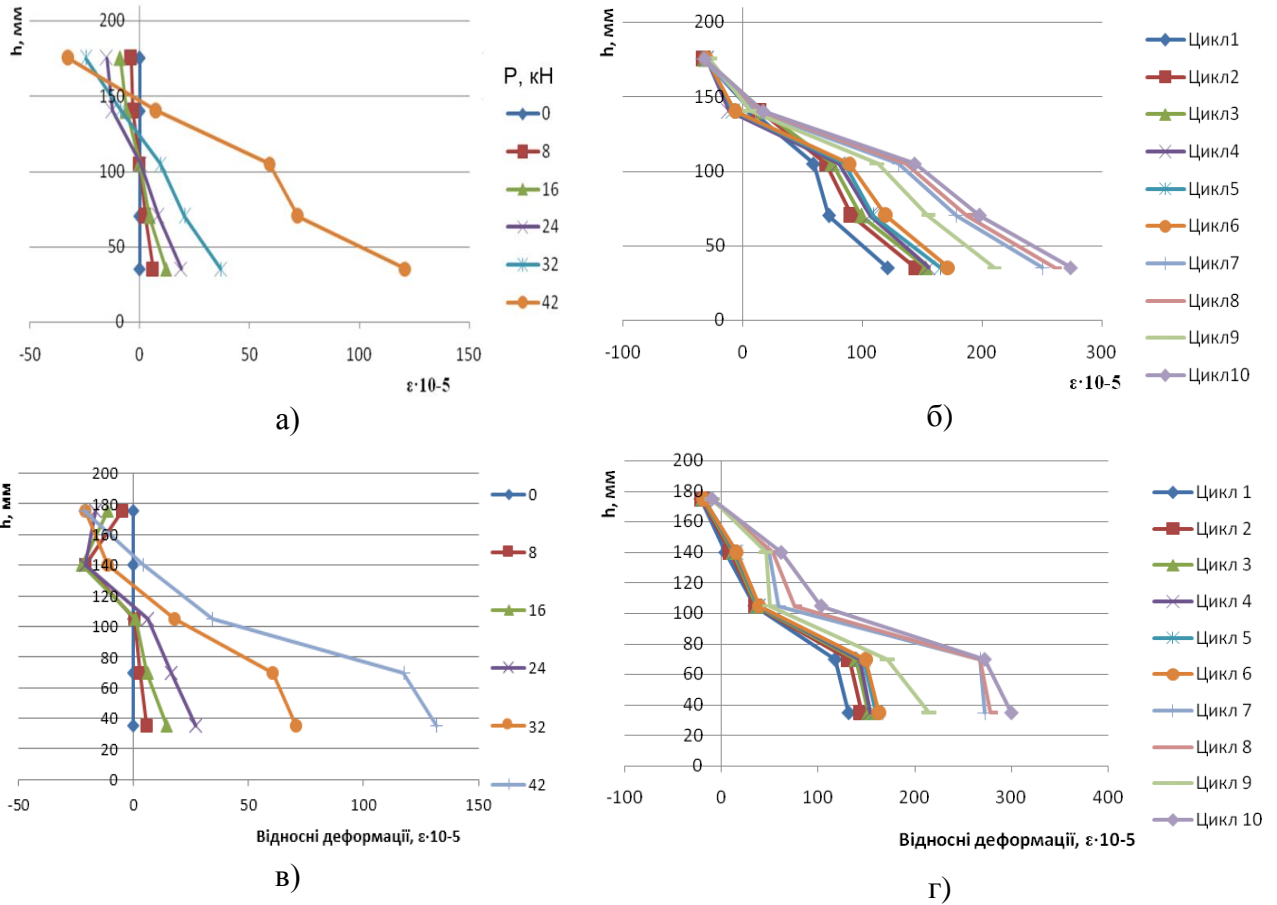 h, мм
200
150
100
50
0
-50
0
50
100
150
ε·10-5
P, кН
0
8
16
24
32
42
а)
h, мм
200
150
100
50
0
-100
0
100
200
300
ε·10-5
Цикл1
Цикл2
Цикл3
Цикл4
Цикл5
Цикл6
Цикл7
Цикл8
Цикл9
Цикл10
б)
h, мм
200
180
160
140
120
100
80
60
40
20
0
-50
0
50
100
150
Відносні деформації, ε·10-5
0
8
16
24
32
42
в)
h, мм
200
180
160
140
120
100
80
60
40
20
0
-100
0
100
200
300
400
Відносні деформації, ε·10-5
Цикл 1
Цикл 2
Цикл 3
Цикл 4
Цикл 5
Цикл 6
Цикл 7
Цикл 8
Цикл 9
Цикл 10
г)